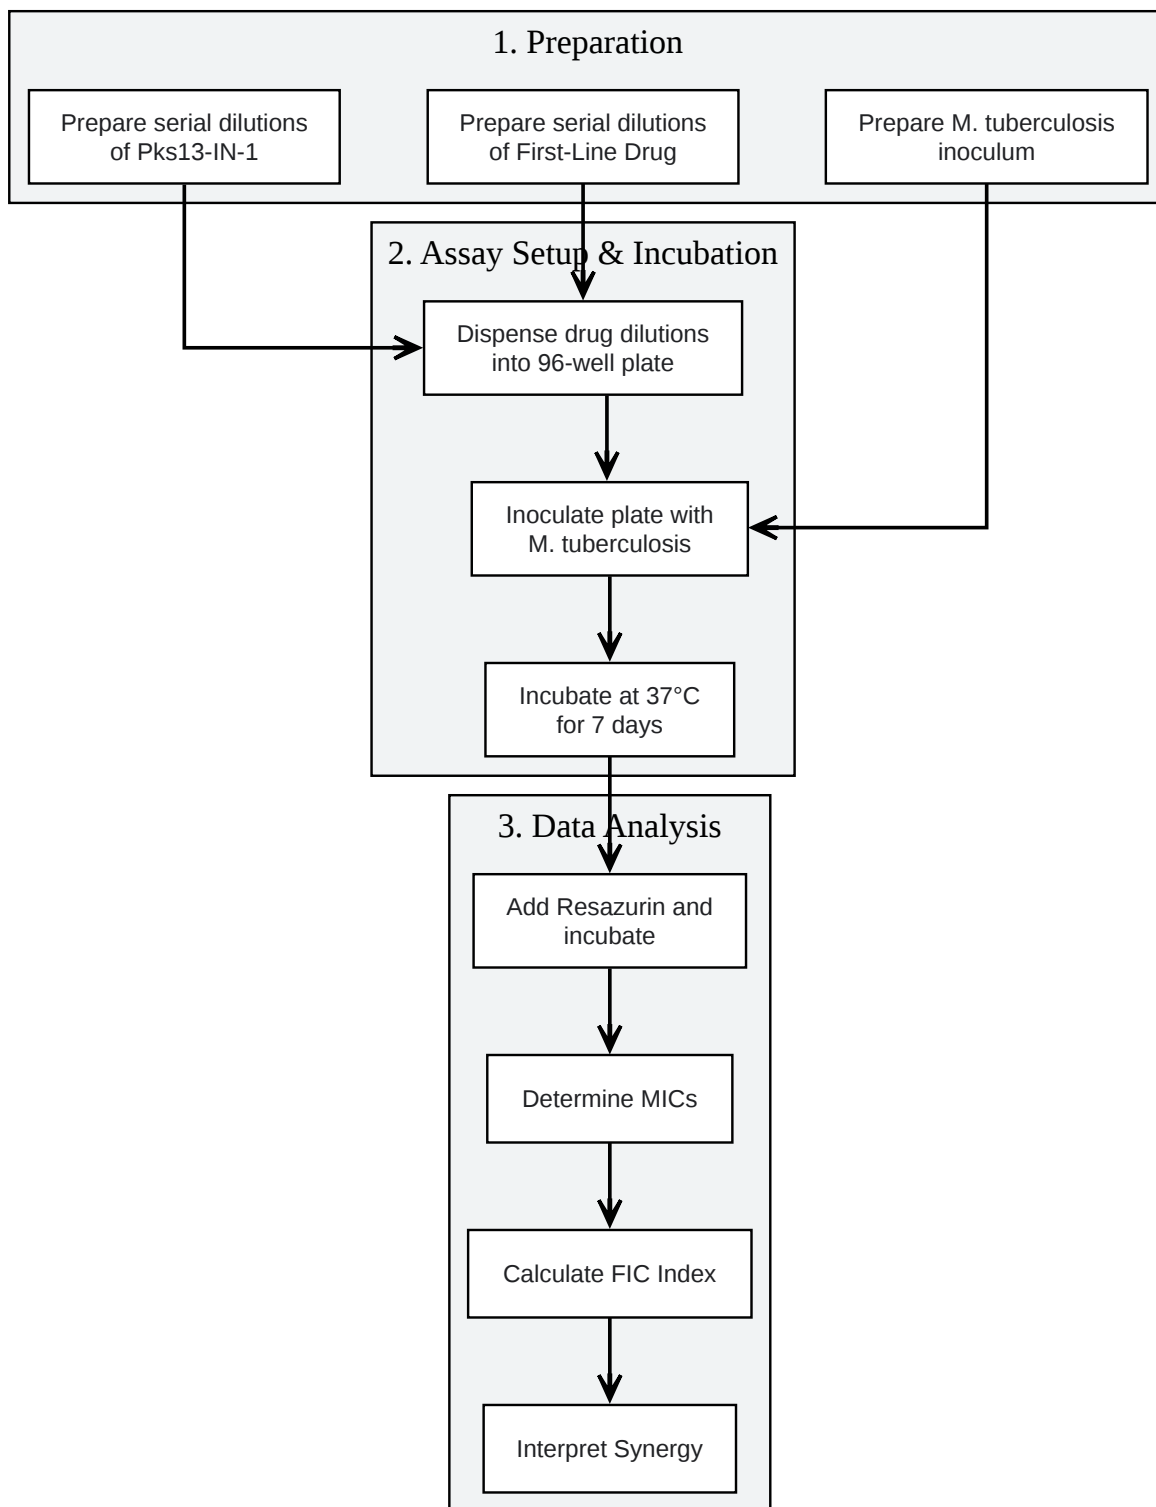 1. Preparation
Prepare serial dilutions
of Pks13-IN-1
Prepare serial dilutions
of First-Line Drug
Prepare M. tuberculosis
inoculum
2. Assay Setup & Incubation
Dispense drug dilutions
into 96-well plate
Inoculate plate with
M. tuberculosis
Incubate at 37°C
for 7 days
3. Data Analysis
Add Resazurin and
incubate
Determine MICs
Calculate FIC Index
Interpret Synergy